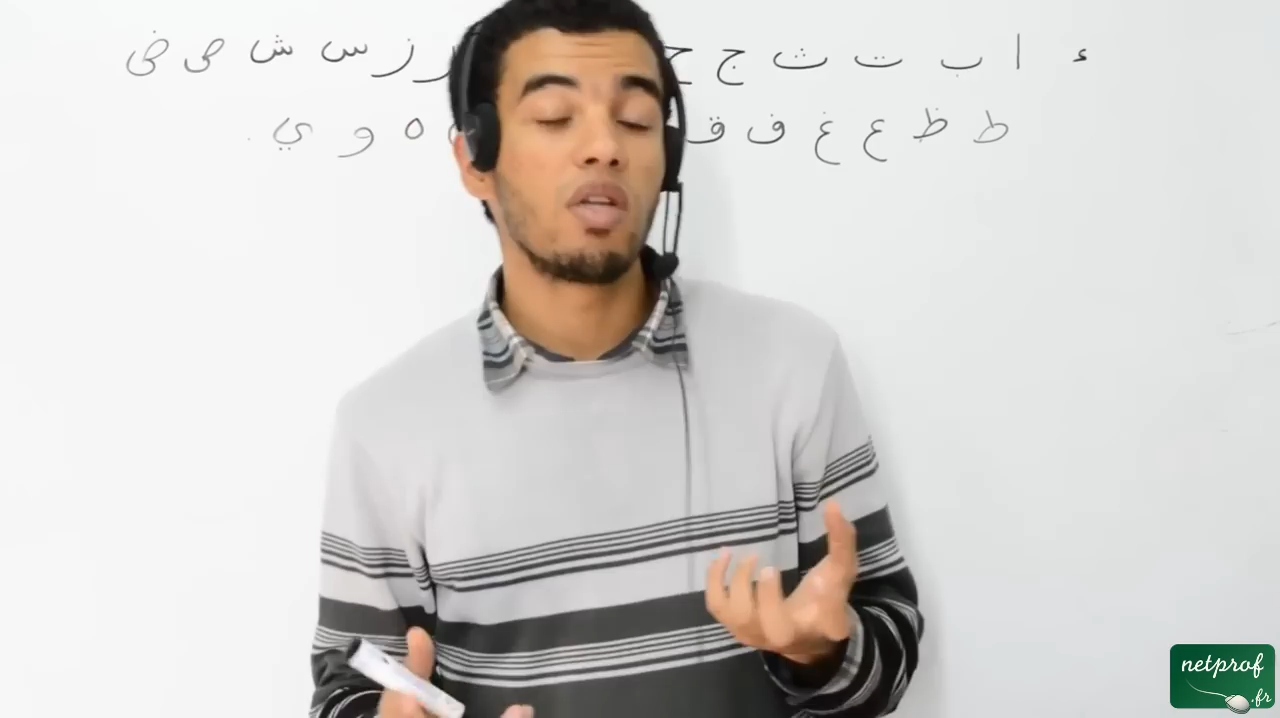 ء ا ب ت ث ج ح ر ز س ش ص ض
ط ظ ع غ ف ق ه و ي
netprof
.fr